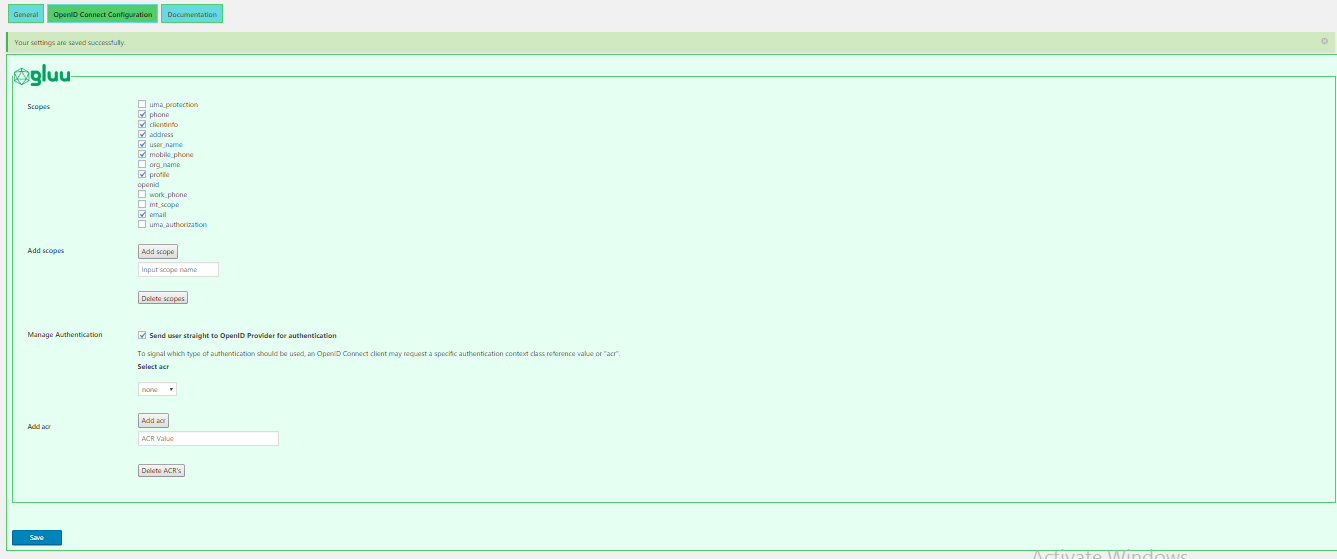 General OpenID Connect Configuration Documentation
Your settings are saved successfully.
gluu
Scopes
uma_protection
phone
clientinfo
address
user_name
mobile_phone
org_name
profile
openid
work_phone
mt_scope
email
uma_authorization
Add scopes
Add scope
Input scope name
Delete scopes
Manage Authentication
Send user straight to OpenID Provider for authentication
To signal which type of authentication should be used, an OpenID Connect client may request a specific authentication context class reference value or "acr".
Select acr
none
Add acr
Add acr
ACR Value
Delete ACR's
Save
Activate Windows